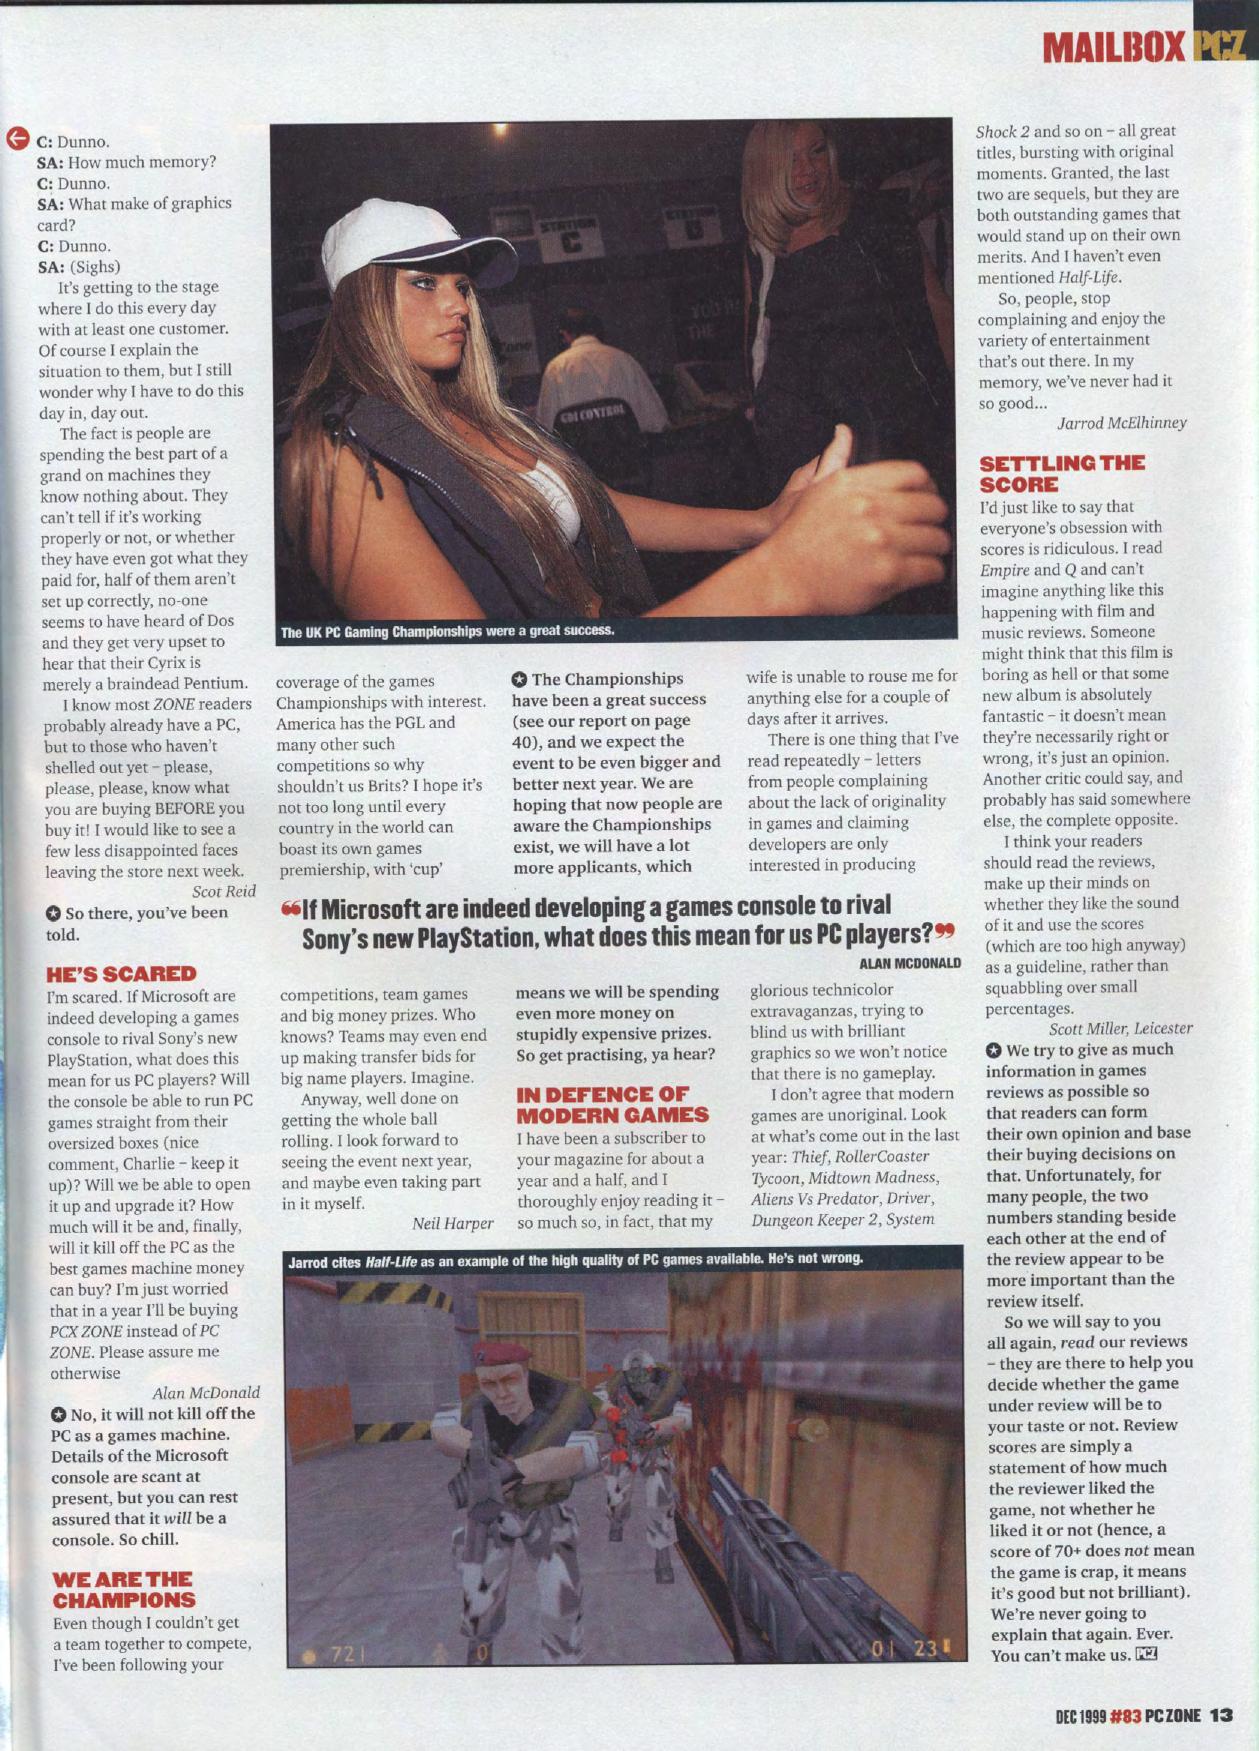 MAILBOX PCZ
C: Dunno.
SA: How much memory?
C: Dunno.
SA: What make of graphics
card?
C: Dunno.
SA: (Sighs)
It's getting to the stage
where I do this every day
with at least one customer.
Of course I explain the
situation to them, but I still
wonder why I have to do this
day in, day out.
The fact is people are
spending the best part of a
grand on machines they
know nothing about. They
can't tell if it's working
properly or not, or whether
they have even got what they
paid for, half of them aren't
set up correctly, no-one
seems to have heard of Dos
and they get very upset to
hear that their Cyrix is
merely a braindead Pentium.
I know most ZONE readers
probably already have a PC,
but to those who haven't
shelled out yet – please,
please, please, know what
you are buying BEFORE you
buy it! I would like to see a
few less disappointed faces
leaving the store next week.
Scot Reid
So there, you've been
told.
HE'S SCARED
I'm scared. If Microsoft are
indeed developing a games
console to rival Sony's new
PlayStation, what does this
mean for us PC players? Will
the console be able to run PC
games straight from their
oversized boxes (nice
comment, Charlie – keep it
up)? Will we be able to open
it up and upgrade it? How
much will it be and, finally,
will it kill off the PC as the
best games machine money
can buy? I'm just worried
that in a year I'll be buying
PCX ZONE instead of PC
ZONE. Please assure me
otherwise
Alan McDonald
No, it will not kill off the
PC as a games machine.
Details of the Microsoft
console are scant at
present, but you can rest
assured that it will be a
console. So chill.
WE ARE THE
CHAMPIONS
Even though I couldn't get
a team together to compete,
I've been following your
STATION
C
CDI CONTROL
The UK PC Gaming Championships were a great success.
coverage of the games
Championships with interest.
America has the PGL and
many other such
competitions so why
shouldn't us Brits? I hope it's
not too long until every
country in the world can
boast its own games
premiership, with 'cup'
competitions, team games
and big money prizes. Who
knows? Teams may even end
up making transfer bids for
big name players. Imagine.
Anyway, well done on
getting the whole ball
rolling. I look forward to
seeing the event next year,
and maybe even taking part
in it myself.
Neil Harper
The Championships
have been a great success
(see our report on page
40), and we expect the
event to be even bigger and
better next year. We are
hoping that now people are
aware the Championships
exist, we will have a lot
more applicants, which
means we will be spending
even more money on
stupidly expensive prizes.
So get practising, ya hear?
IN DEFENCE OF
MODERN GAMES
I have been a subscriber to
your magazine for about a
year and a half, and I
thoroughly enjoy reading it –
so much so, in fact, that my
wife is unable to rouse me for
anything else for a couple of
days after it arrives.
There is one thing that I've
read repeatedly – letters
from people complaining
about the lack of originality
in games and claiming
developers are only
interested in producing
glorious technicolor
extravaganzas, trying to
blind us with brilliant
graphics so we won't notice
that there is no gameplay.
I don't agree that modern
games are unoriginal. Look
at what's come out in the last
year: Thief, RollerCoaster
Tycoon, Midtown Madness,
Aliens Vs Predator, Driver,
Dungeon Keeper 2, System
“If Microsoft are indeed developing a games console to rival
Sony's new PlayStation, what does this mean for us PC players?”
ALAN MCDONALD
Jarrod cites Half-Life as an example of the high quality of PC games available. He's not wrong.
72 0 01 23
Shock 2 and so on – all great
titles, bursting with original
moments. Granted, the last
two are sequels, but they are
both outstanding games that
would stand up on their own
merits. And I haven't even
mentioned Half-Life.
So, people, stop
complaining and enjoy the
variety of entertainment
that's out there. In my
memory, we've never had it
so good...
Jarrod McElhinney
SETTLING THE
SCORE
I'd just like to say that
everyone's obsession with
scores is ridiculous. I read
Empire and Q and can't
imagine anything like this
happening with film and
music reviews. Someone
might think that this film is
boring as hell or that some
new album is absolutely
fantastic – it doesn't mean
they're necessarily right or
wrong, it's just an opinion.
Another critic could say, and
probably has said somewhere
else, the complete opposite.
I think your readers
should read the reviews,
make up their minds on
whether they like the sound
of it and use the scores
(which are too high anyway)
as a guideline, rather than
squabbling over small
percentages.
Scott Miller, Leicester
We try to give as much
information in games
reviews as possible so
that readers can form
their own opinion and base
their buying decisions on
that. Unfortunately, for
many people, the two
numbers standing beside
each other at the end of
the review appear to be
more important than the
review itself.
So we will say to you
all again, read our reviews
– they are there to help you
decide whether the game
under review will be to
your taste or not. Review
scores are simply a
statement of how much
the reviewer liked the
game, not whether he
liked it or not (hence, a
score of 70+ does not mean
the game is crap, it means
it's good but not brilliant).
We're never going to
explain that again. Ever.
You can't make us. PCZ
DEC 1999 #83 PC ZONE 13